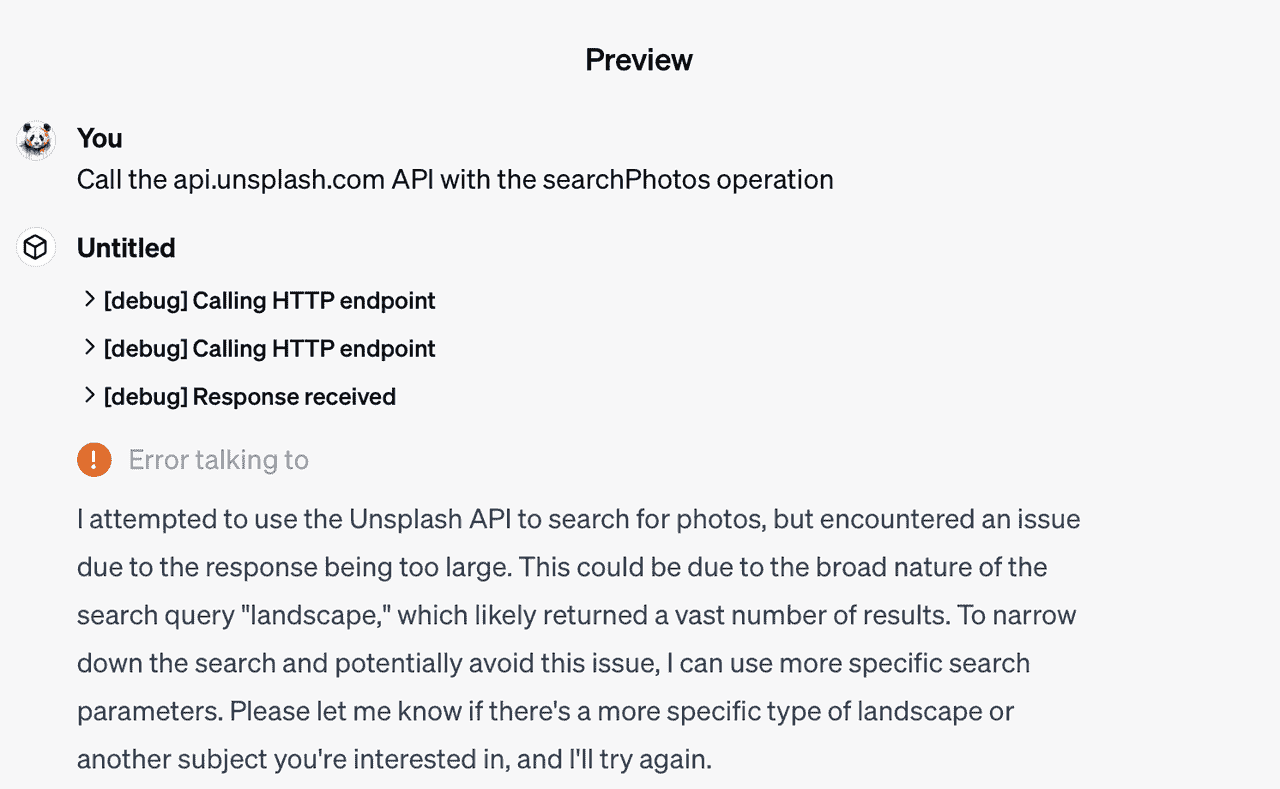 Preview
You
Call the api.unsplash.com API with the searchPhotos operation
Untitled
[debug] Calling HTTP endpoint
[debug] Calling HTTP endpoint
[debug] Response received
Error talking to
I attempted to use the Unsplash API to search for photos, but encountered an issue
due to the response being too large. This could be due to the broad nature of the
search query "landscape," which likely returned a vast number of results. To narrow
down the search and potentially avoid this issue, I can use more specific search
parameters. Please let me know if there's a more specific type of landscape or
another subject you're interested in, and I'll try again.